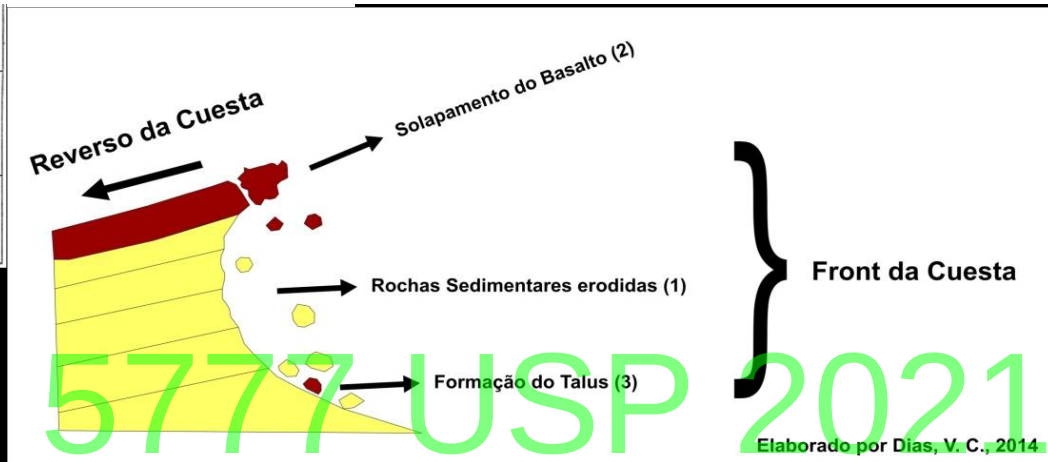 Solapamento do Basalto (2)
Reverso da Cuesta
Rochas Sedimentares erodidas (1)
Front da Cuesta
Formação do Talus (3)
5777 USP 2021
Elaborado por Dias, V. C., 2014